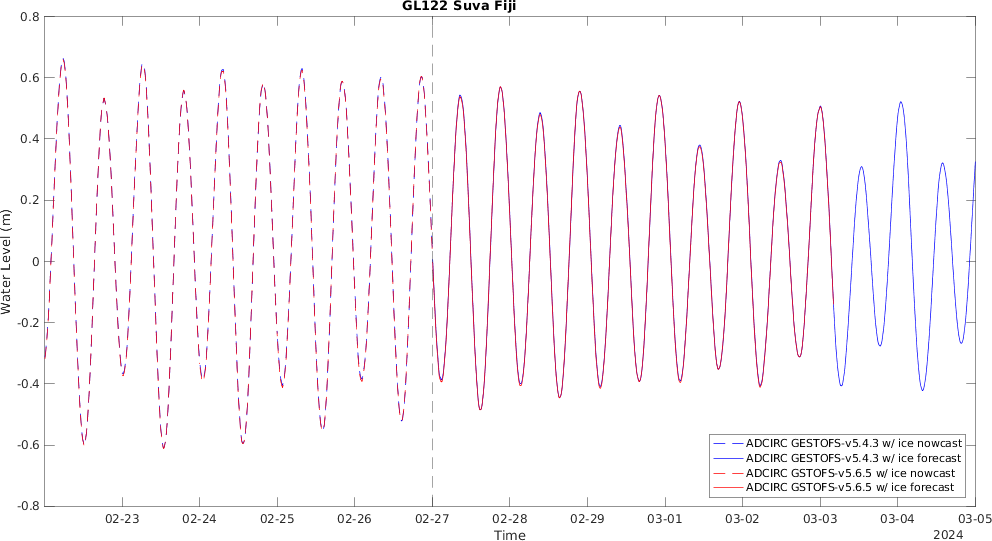 GL122 Suva Fiji
0.8
0.6
0.4
0.2
0
-0.2
-0.4
-0.6
-0.8
Water Level (m)
ADCIRC GESTOFS-v5.4.3 w/ ice nowcast
ADCIRC GESTOFS-v5.4.3 w/ ice forecast
ADCIRC GSTOFS-v5.6.5 w/ ice nowcast
ADCIRC GSTOFS-v5.6.5 w/ ice forecast
02-23 02-24 02-25 02-26 02-27 02-28 02-29 03-01 03-02 03-03 03-04 03-05
Time
2024